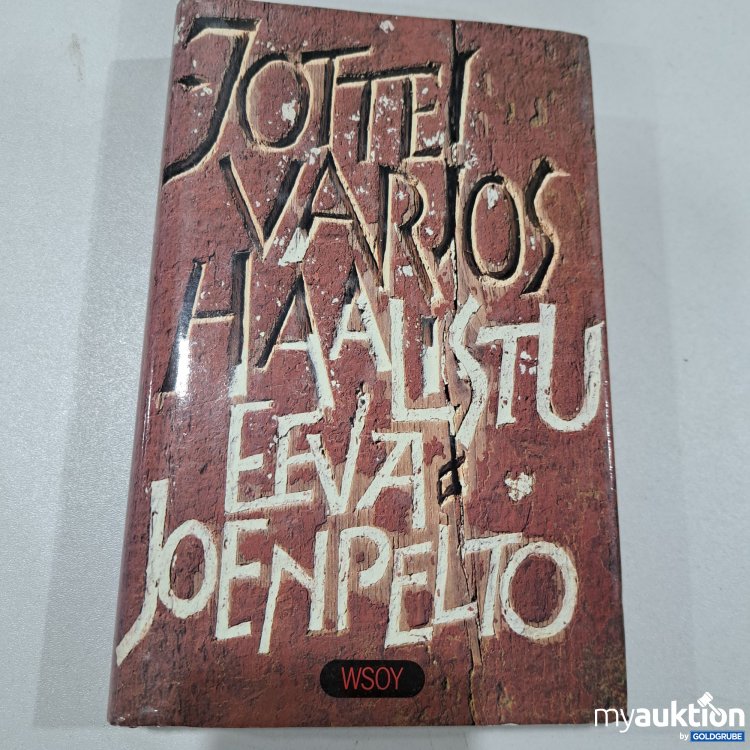 JOTTEI
VARJOS
HAALISTU
EEVA
JOENPELTO
WSOY
myauktion
by GOLDGRUBE